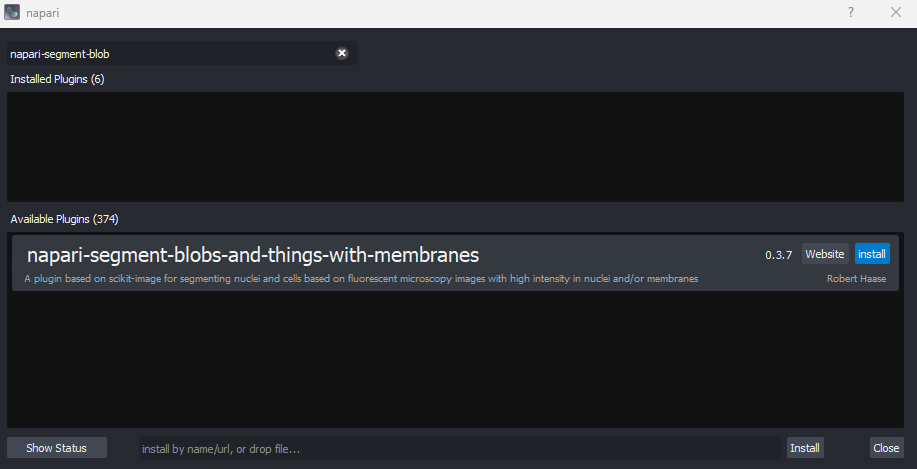 napari
?
napari-segment-blob
Installed Plugins (6)
Available Plugins (374)
napari-segment-blobs-and-things-with-membranes 0.3.7 Website install
A plugin based on scikit-image for segmenting nuclei and cells based on fluorescent microscopy images with high intensity in nuclei and/or membranes Robert Haase
Show Status install by name/url, or drop file... Install Close